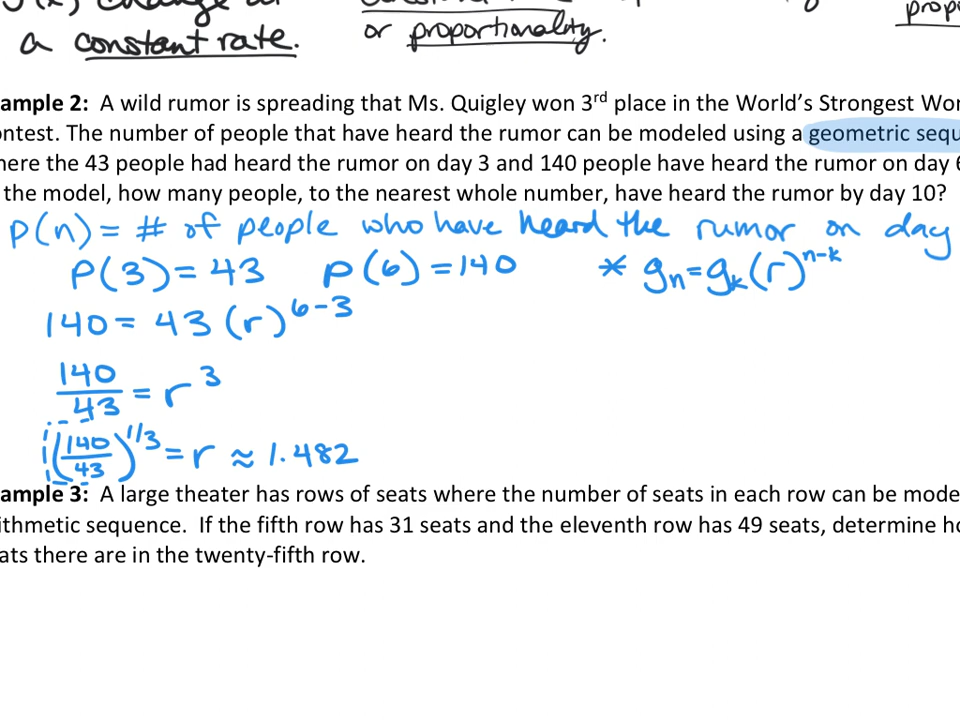 a constant rate.
or proportionality.
ample 2: A wild rumor is spreading that Ms. Quigley won 3rd place in the World's Strongest Wo
ontest. The number of people that have heard the rumor can be modeled using a geometric sequ
here the 43 people had heard the rumor on day 3 and 140 people have heard the rumor on day 6
the model, how many people, to the nearest whole number, have heard the rumor by day 10?
P(n) = # of people who have heard the rumor on day
P(3) = 43 P(6) = 140 * gₙ = gₖ(r)ⁿ⁻ᵏ
140 = 43 (r)⁶⁻³
140/43 = r³
(140/43)^1/3 = r ≈ 1.482
ample 3: A large theater has rows of seats where the number of seats in each row can be mode
ithmetic sequence. If the fifth row has 31 seats and the eleventh row has 49 seats, determine ho
ats there are in the twenty-fifth row.